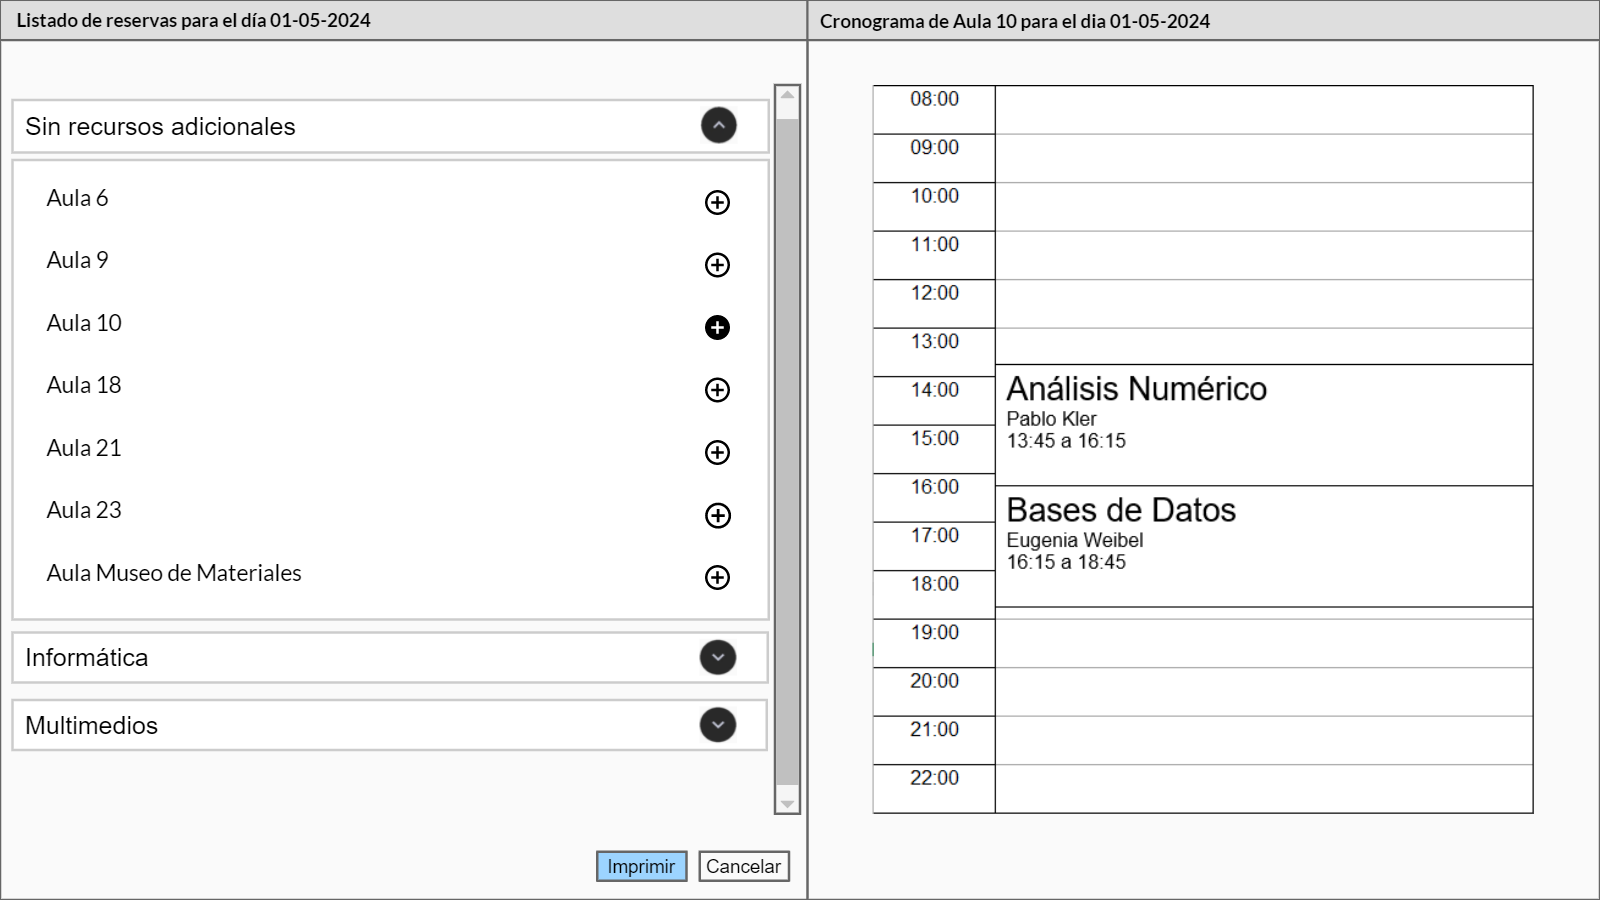 Listado de reservas para el día 01-05-2024
Sin recursos adicionales
Aula 6
Aula 9
Aula 10
Aula 18
Aula 21
Aula 23
Aula Museo de Materiales
Informática
Multimedios
Imprimir
Cancelar
Cronograma de Aula 10 para el dia 01-05-2024
08:00
09:00
10:00
11:00
12:00
13:00
14:00
15:00
16:00
17:00
18:00
19:00
20:00
21:00
22:00
Análisis Numérico
Pablo Kler
13:45 a 16:15
Bases de Datos
Eugenia Weibel
16:15 a 18:45